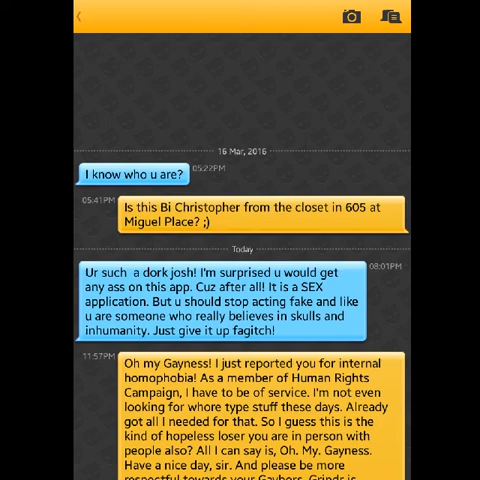 16 Mar, 2016
I know who u are?
05:22PM
05:41PM
Is this Bi Christopher from the closet in 605 at
Miguel Place? ;)
Today
Ur such a dork josh! I'm surprised u would get
any ass on this app. Cuz after all! It is a SEX
application. But u should stop acting fake and like
u are someone who really believes in skulls and
inhumanity. Just give it up fagitch!
08:01PM
11:57PM
Oh my Gayness! I just reported you for internal
homophobia! As a member of Human Rights
Campaign, I have to be of service. I'm not even
looking for whore type stuff these days. Already
got all I needed for that. So I guess this is the
kind of hopeless loser you are in person with
people also? All I can say is, Oh. My. Gayness.
Have a nice day, sir. And please be more
respectful towards your Gaybors. Grindr is